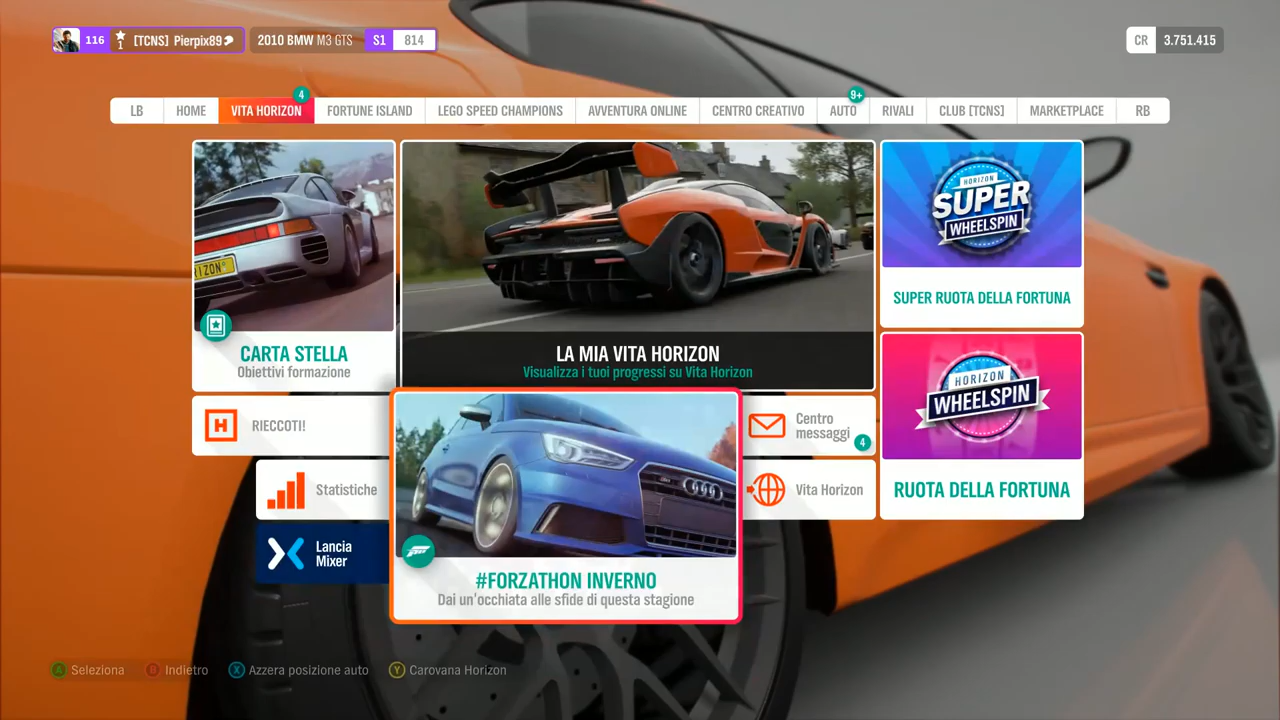 116 1 [TCNS] Pierpix89
2010 BMW M3 GTS S1 814
CR 3.751.415
4
9+
LB HOME VITA HORIZON FORTUNE ISLAND LEGO SPEED CHAMPIONS AVVENTURA ONLINE CENTRO CREATIVO AUTO RIVALI CLUB [TCNS] MARKETPLACE RB
CARTA STELLA
Obiettivi formazione
LA MIA VITA HORIZON
Visualizza i tuoi progressi su Vita Horizon
HORIZON
SUPER
WHEELSPIN
SUPER RUOTA DELLA FORTUNA
RIECCOTI!
Statistiche
Lancia
Mixer
#FORZATHON INVERNO
Dai un'occhiata alle sfide di questa stagione
Centro
messaggi
4
Vita Horizon
HORIZON
WHEELSPIN
RUOTA DELLA FORTUNA
A Seleziona B Indietro X Azzera posizione auto Y Carovana Horizon